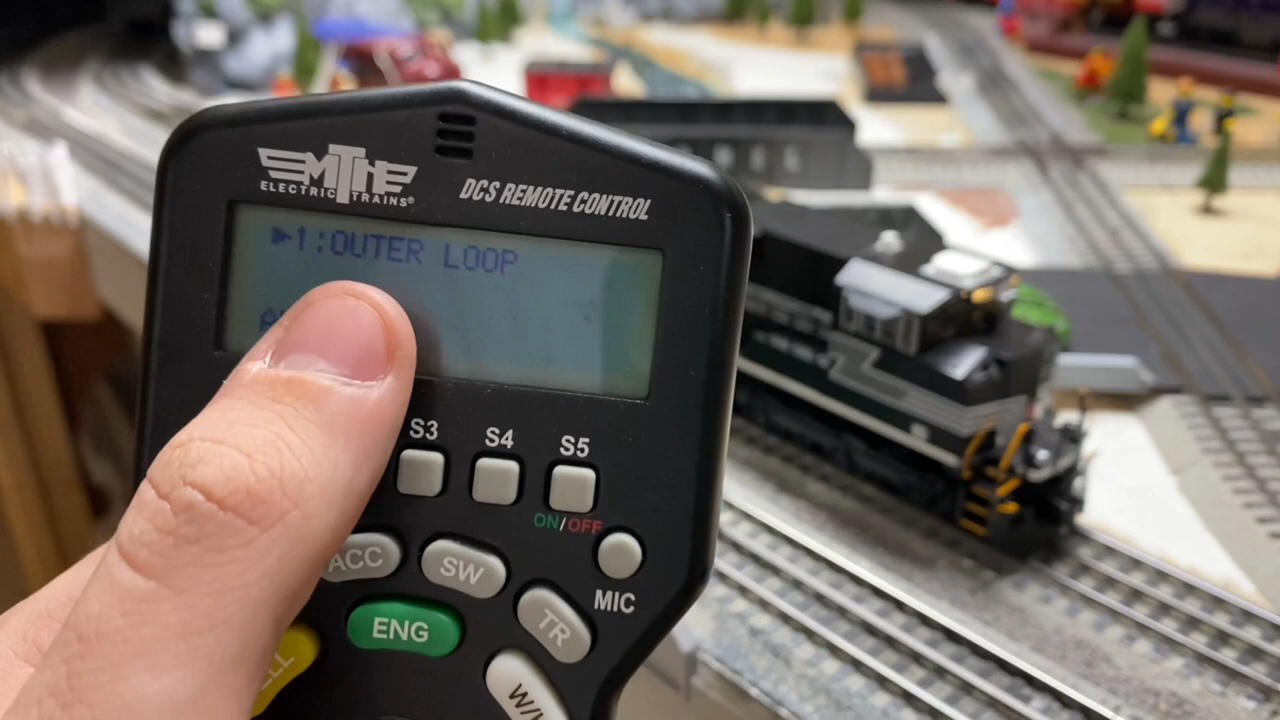 MTH
ELECTRIC TRAINS®
DCS REMOTE CONTROL
1:OUTER LOOP
S3 S4 S5
ON/OFF
ACC SW
MIC
ENG TR